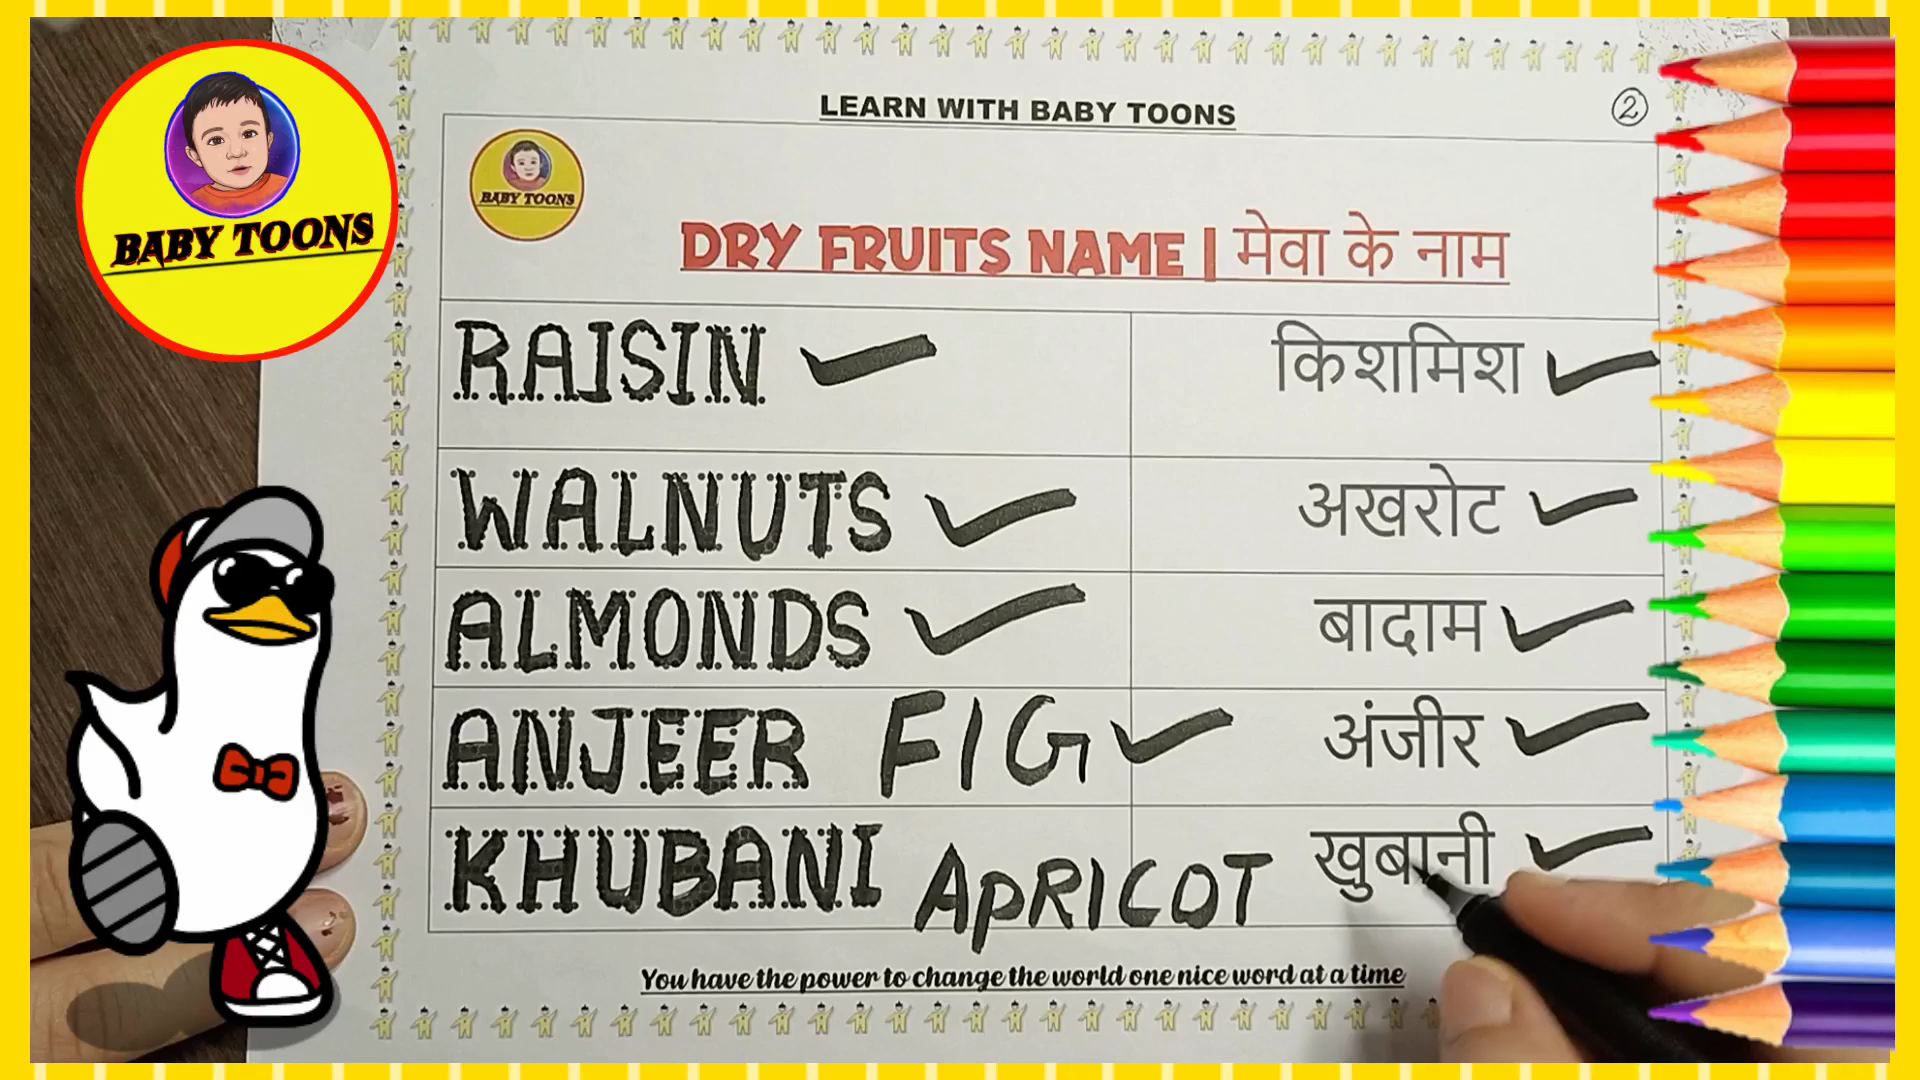 BABY TOONS
LEARN WITH BABY TOONS
2
BABY TOONS
DRY FRUITS NAME | मेवा के नाम
RAISIN किशमिश
WALNUTS अखरोट
ALMONDS बादाम
ANJEER FIG अंजीर
KHUBANI APRICOT खुबानी
You have the power to change the world one nice word at a time